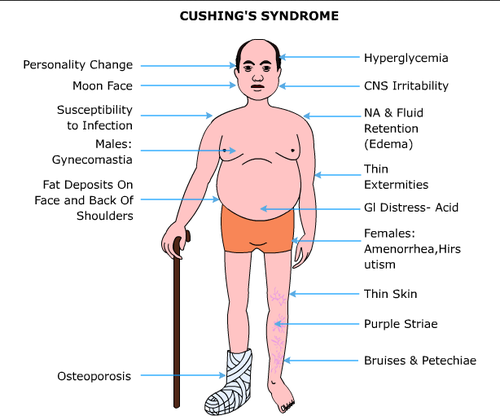 CUSHING'S SYNDROME
Personality Change
Moon Face
Susceptibility
to Infection
Males:
Gynecomastia
Fat Deposits On
Face and Back Of
Shoulders
Osteoporosis
Hyperglycemia
CNS Irritability
NA & Fluid
Retention
(Edema)
Thin
Extermities
Gl Distress- Acid
Females:
Amenorrhea,Hirs
utism
Thin Skin
Purple Striae
Bruises & Petechiae